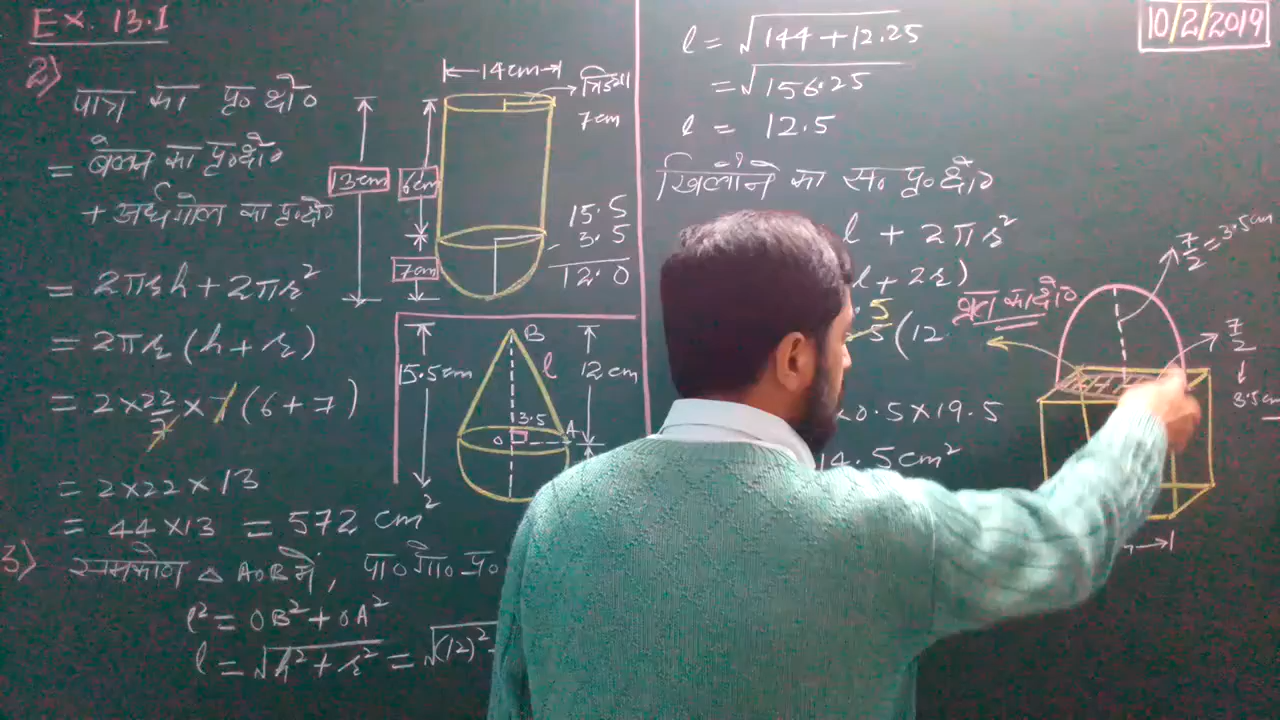 EX. 13.1
10/2/2019
2)
पात्र का पृ० क्षे०
= बेलन का पृ०क्षे०
+ अर्धगोल का पृ०क्षे०
= 2πrh + 2πr²
= 2πr (h + r)
= 2 × 22/7 × 7 (6 + 7)
= 2×22×13
= 44×13 = 572 cm²
14cm
त्रिज्या
7cm
13cm
6cm
7cm
15.5
- 3.5
12.0
15.5cm
B
l
12cm
3.5
O
A
3)
समकोण △ AOB में, पा० गो० प्र०
l² = OB² + OA²
l = √h² + r² = √(12)²
l = √144 + 12.25
= √156.25
l = 12.5
खिलौने का स० पृ०क्षे०
l + 2πr²
l + 2r)
.5
5(12
×0.5×19.5
14.5cm²
7/2 = 3.5cm
7/2
↓
3.5cm